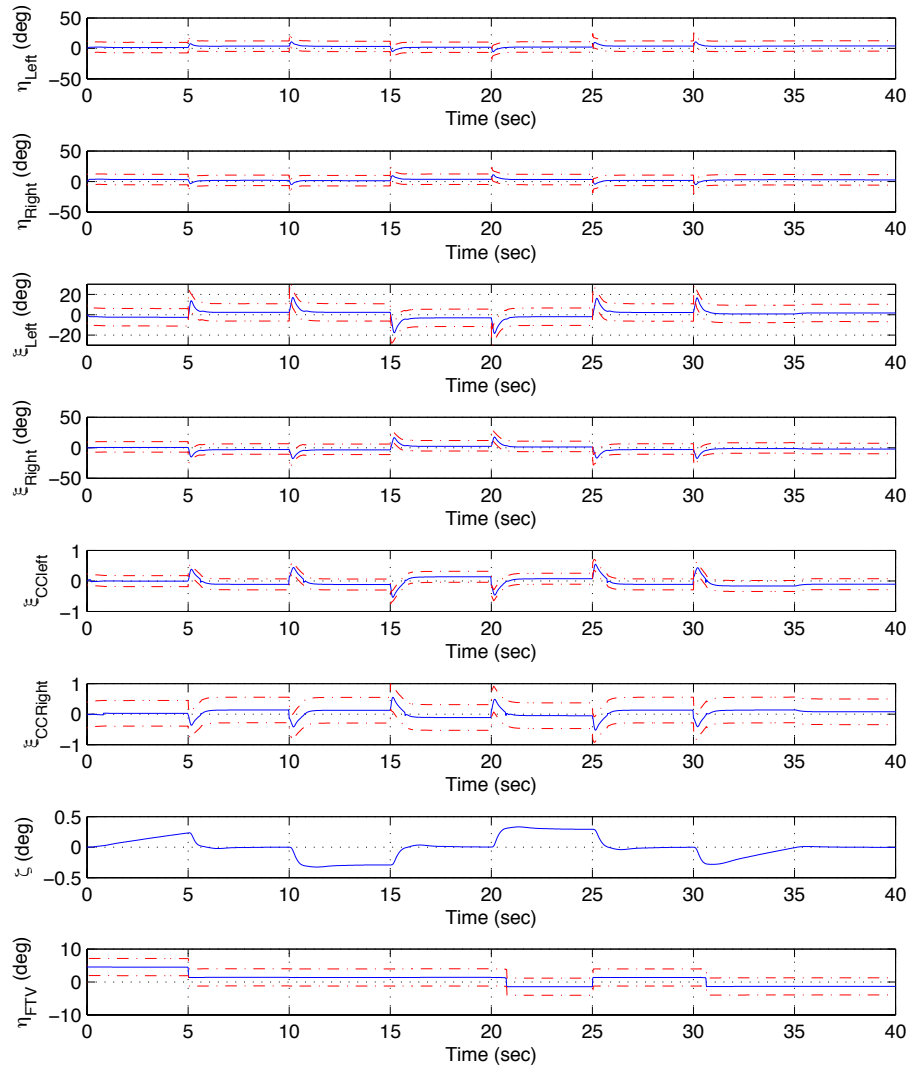 η_Left (deg)
50
0
−50
0 5 10 15 20 25 30 35 40
Time (sec)
η_Right (deg)
50
0
−50
0 5 10 15 20 25 30 35 40
Time (sec)
ξ_Left (deg)
20
0
−20
0 5 10 15 20 25 30 35 40
Time (sec)
ξ_Right (deg)
50
0
−50
0 5 10 15 20 25 30 35 40
Time (sec)
ξ_CCleft
1
0
−1
0 5 10 15 20 25 30 35 40
Time (sec)
ξ_CCRight
1
0
−1
0 5 10 15 20 25 30 35 40
Time (sec)
ζ (deg)
0.5
0
−0.5
0 5 10 15 20 25 30 35 40
Time (sec)
η_FTV (deg)
10
0
−10
0 5 10 15 20 25 30 35 40
Time (sec)